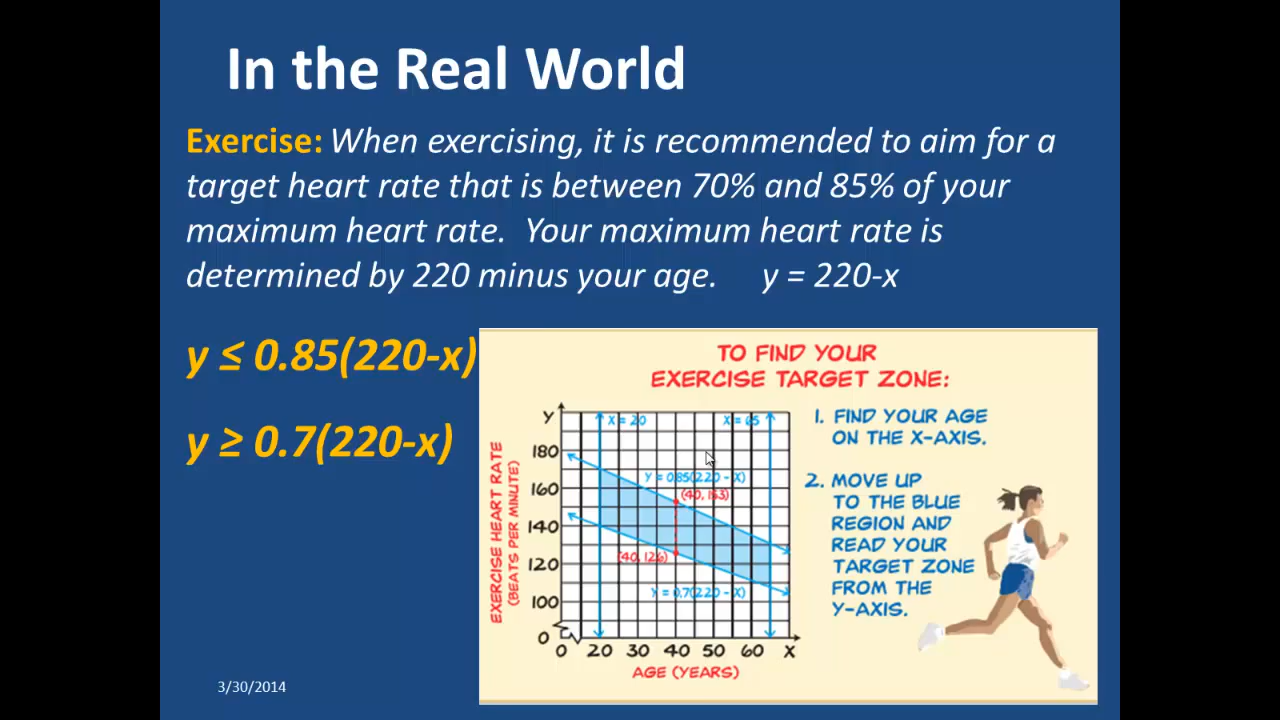 In the Real World
Exercise: When exercising, it is recommended to aim for a
target heart rate that is between 70% and 85% of your
maximum heart rate.  Your maximum heart rate is
determined by 220 minus your age.     y = 220-x
y ≤ 0.85(220-x)
y ≥ 0.7(220-x)
TO FIND YOUR
EXERCISE TARGET ZONE:
1. FIND YOUR AGE
ON THE X-AXIS.
2. MOVE UP
TO THE BLUE
REGION AND
READ YOUR
TARGET ZONE
FROM THE
Y-AXIS.
EXERCISE HEART RATE
(BEATS PER MINUTE)
Y
X = 20
X = 65
180
160
140
120
100
0
Y = 0.85(220 - X)
(40, 153)
(40, 126)
Y = 0.7(220 - X)
0 20 30 40 50 60 X
AGE (YEARS)
3/30/2014